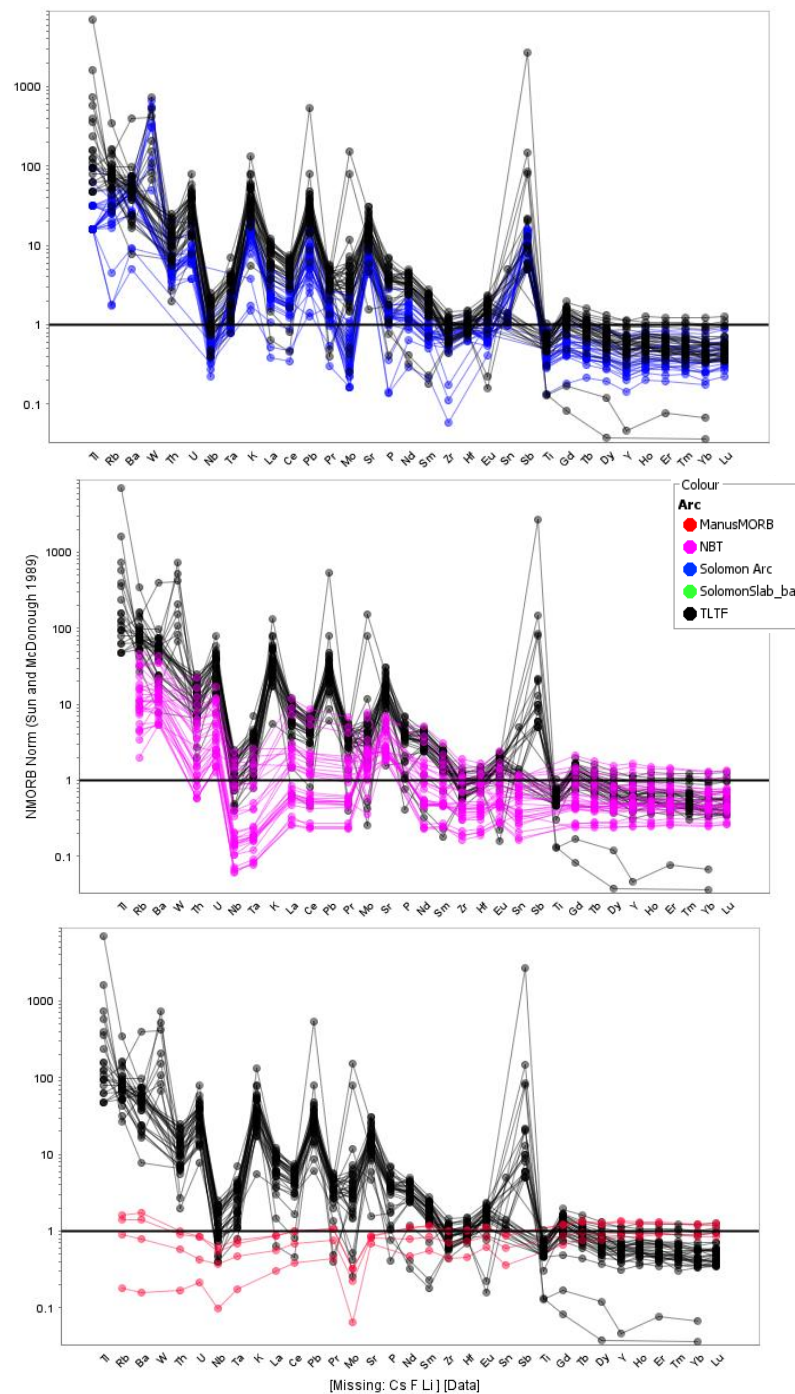 1000
100
10
1
0.1
Tl Rb Ba W Th U Nb Ta K La Ce Pb Pr Mo Sr P Nd Sm Zr Hf Eu Sn Sb Ti Gd Tb Dy Y Ho Er Tm Yb Lu
Colour
Arc
ManusMORB
NBT
Solomon Arc
SolomonSlab_ba
TLTF
NMORB Norm (Sun and McDonough 1989)
1000
100
10
1
0.1
Tl Rb Ba W Th U Nb Ta K La Ce Pb Pr Mo Sr P Nd Sm Zr Hf Eu Sn Sb Ti Gd Tb Dy Y Ho Er Tm Yb Lu
1000
100
10
1
0.1
Tl Rb Ba W Th U Nb Ta K La Ce Pb Pr Mo Sr P Nd Sm Zr Hf Eu Sn Sb Ti Gd Tb Dy Y Ho Er Tm Yb Lu
[Missing: Cs F Li ] [Data]